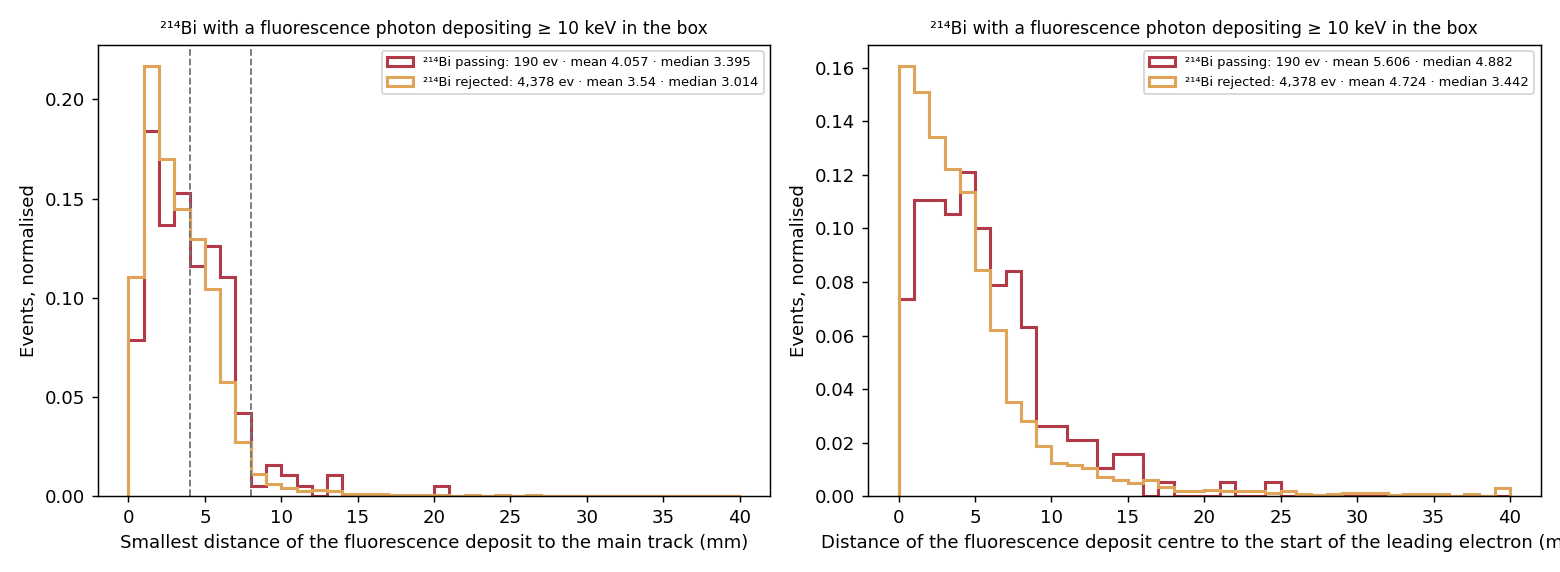 ²¹⁴Bi with a fluorescence photon depositing ≥ 10 keV in the box
²¹⁴Bi passing: 190 ev · mean 4.057 · median 3.395
²¹⁴Bi rejected: 4,378 ev · mean 3.54 · median 3.014
Events, normalised
0.20
0.15
0.10
0.05
0.00
0 5 10 15 20 25 30 35 40
Smallest distance of the fluorescence deposit to the main track (mm)
²¹⁴Bi with a fluorescence photon depositing ≥ 10 keV in the box
²¹⁴Bi passing: 190 ev · mean 5.606 · median 4.882
²¹⁴Bi rejected: 4,378 ev · mean 4.724 · median 3.442
Events, normalised
0.16
0.14
0.12
0.10
0.08
0.06
0.04
0.02
0.00
0 5 10 15 20 25 30 35 40
Distance of the fluorescence deposit centre to the start of the leading electron (m